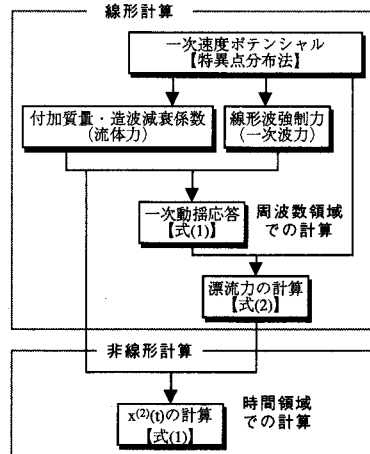 線形計算
一次速度ポテンシャル
【特異点分布法】
付加質量・造波減衰係数
(流体力)
線形波強制力
(一次波力)
一次動揺応答
【式(1)】
周波数領域
での計算
漂流力の計算
【式(2)】
非線形計算
x⁽²⁾(t)の計算
【式(1)】
時間領域
での計算